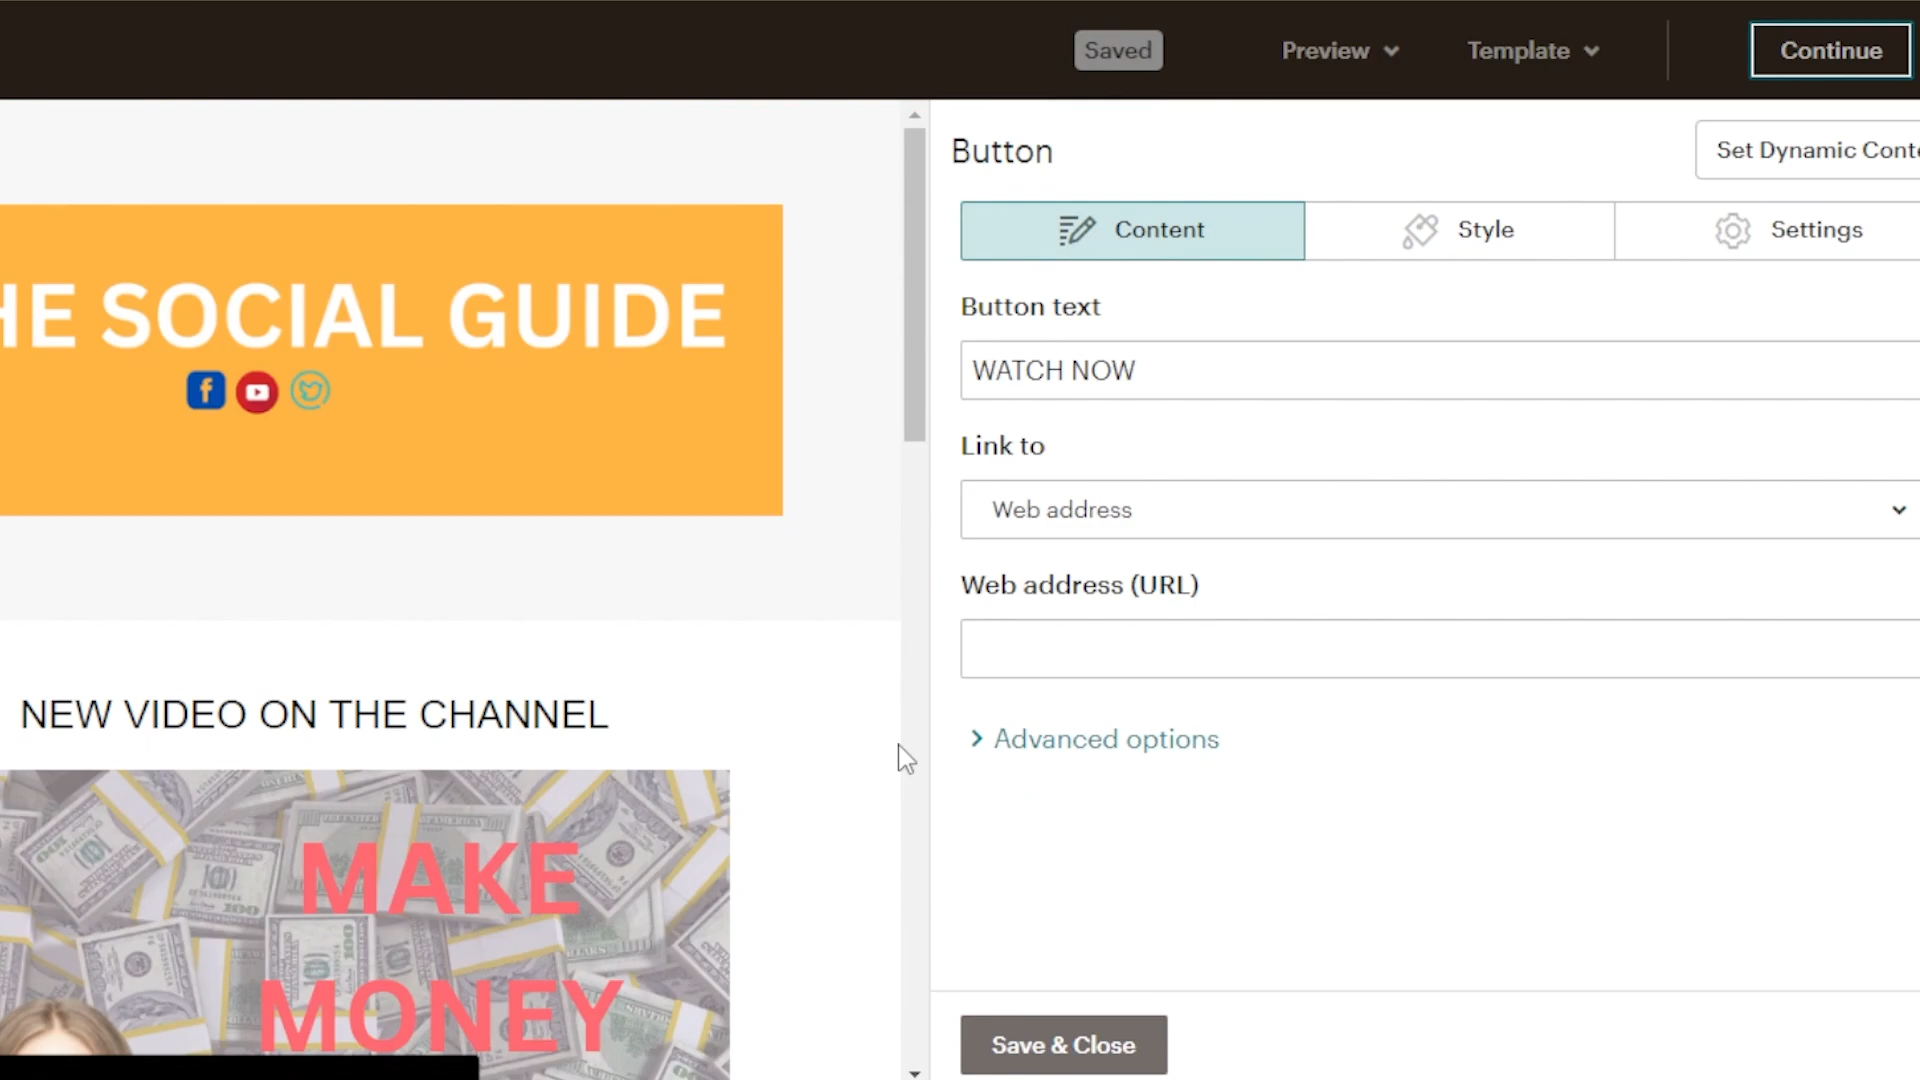 Saved
Preview
Template
Continue
Button
Set Dynamic Conte
Content
Style
Settings
HE SOCIAL GUIDE
Button text
WATCH NOW
Link to
Web address
Web address (URL)
NEW VIDEO ON THE CHANNEL
Advanced options
MAKE
MONEY
Save & Close